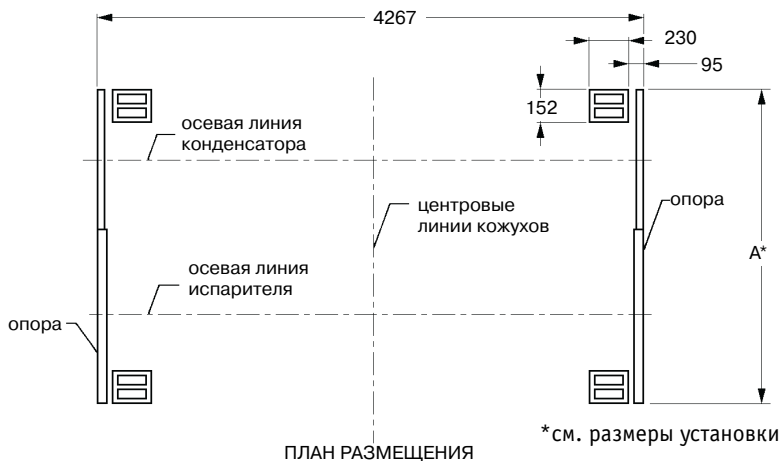 4267
230
95
152
осевая линия
конденсатора
центровые
линии кожухов
опора
A*
осевая линия
испарителя
опора
*см. размеры установки
ПЛАН РАЗМЕЩЕНИЯ